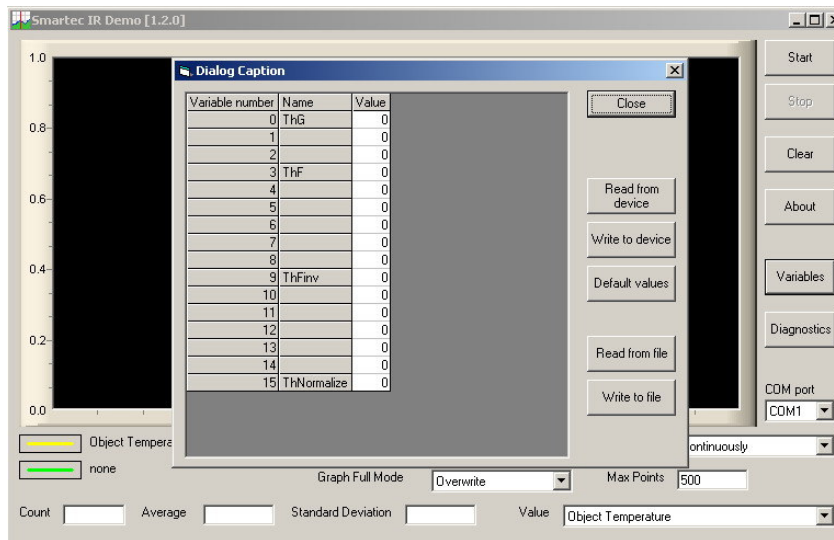 Smartec IR Demo [1.2.0]
1.0
0.8
0.6
0.4
0.2
0.0
Dialog Caption
Variable number Name Value
0 ThG 0
1 0
2 0
3 ThF 0
4 0
5 0
6 0
7 0
8 0
9 ThFinv 0
10 0
11 0
12 0
13 0
14 0
15 ThNormalize 0
Close
Read from
device
Write to device
Default values
Read from file
Write to file
Start
Stop
Clear
About
Variables
Diagnostics
COM port
COM1
Object Tempera
ontinuously
none
Graph Full Mode Overwrite Max Points 500
Count Average Standard Deviation Value Object Temperature